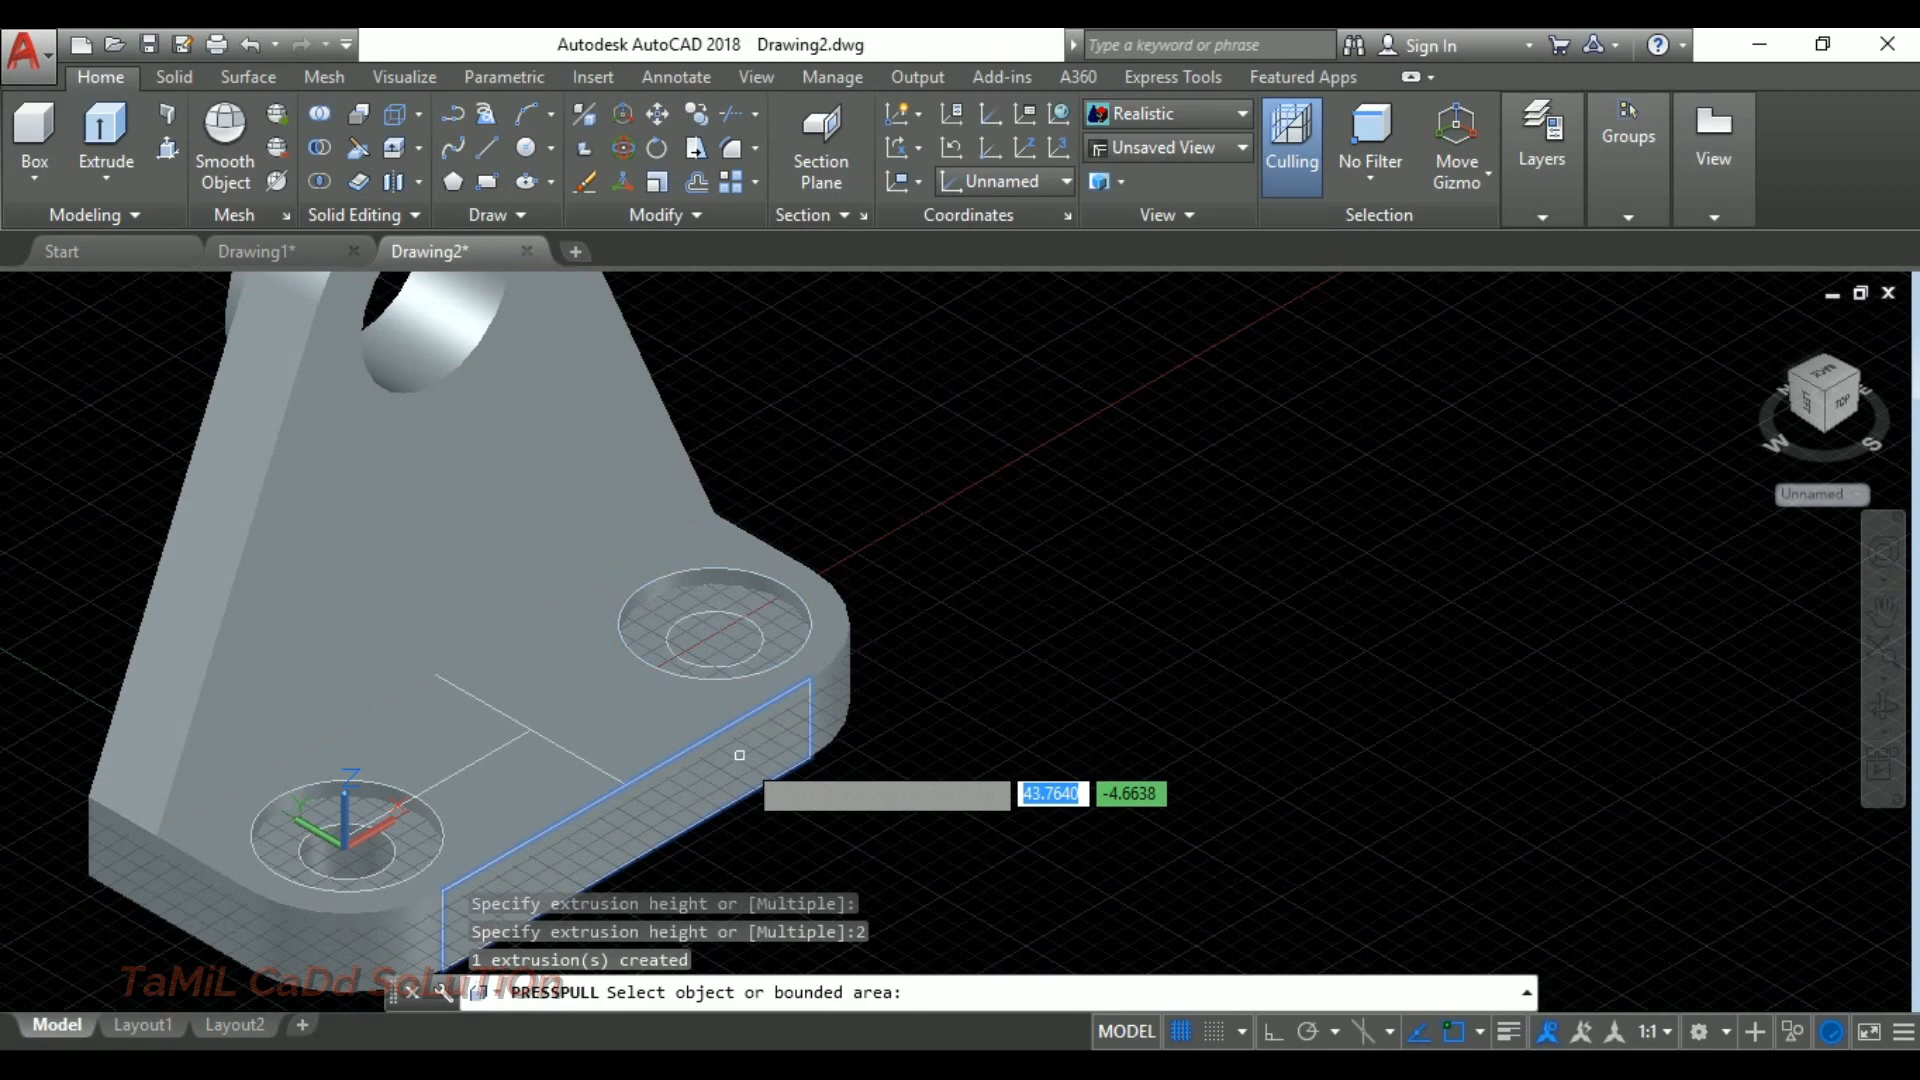 Autodesk AutoCAD 2018 Drawing2.dwg
Type a keyword or phrase
Sign In
Home Solid Surface Mesh Visualize Parametric Insert Annotate View Manage Output Add-ins A360 Express Tools Featured Apps
Box
Extrude
Smooth Object
Section Plane
Realistic
Unsaved View
Unnamed
Culling
No Filter
Move Gizmo
Layers
Groups
View
Modeling Mesh Solid Editing Draw Modify Section Coordinates View Selection
Start Drawing1* Drawing2*
TOP
W S
Unnamed
Z
43.7640 -4.6638
Specify extrusion height or [Multiple]:
Specify extrusion height or [Multiple]:2
1 extrusion(s) created
TaMiL CaDd SoLuTiOn
PRESSPULL Select object or bounded area:
Model Layout1 Layout2
MODEL 1:1